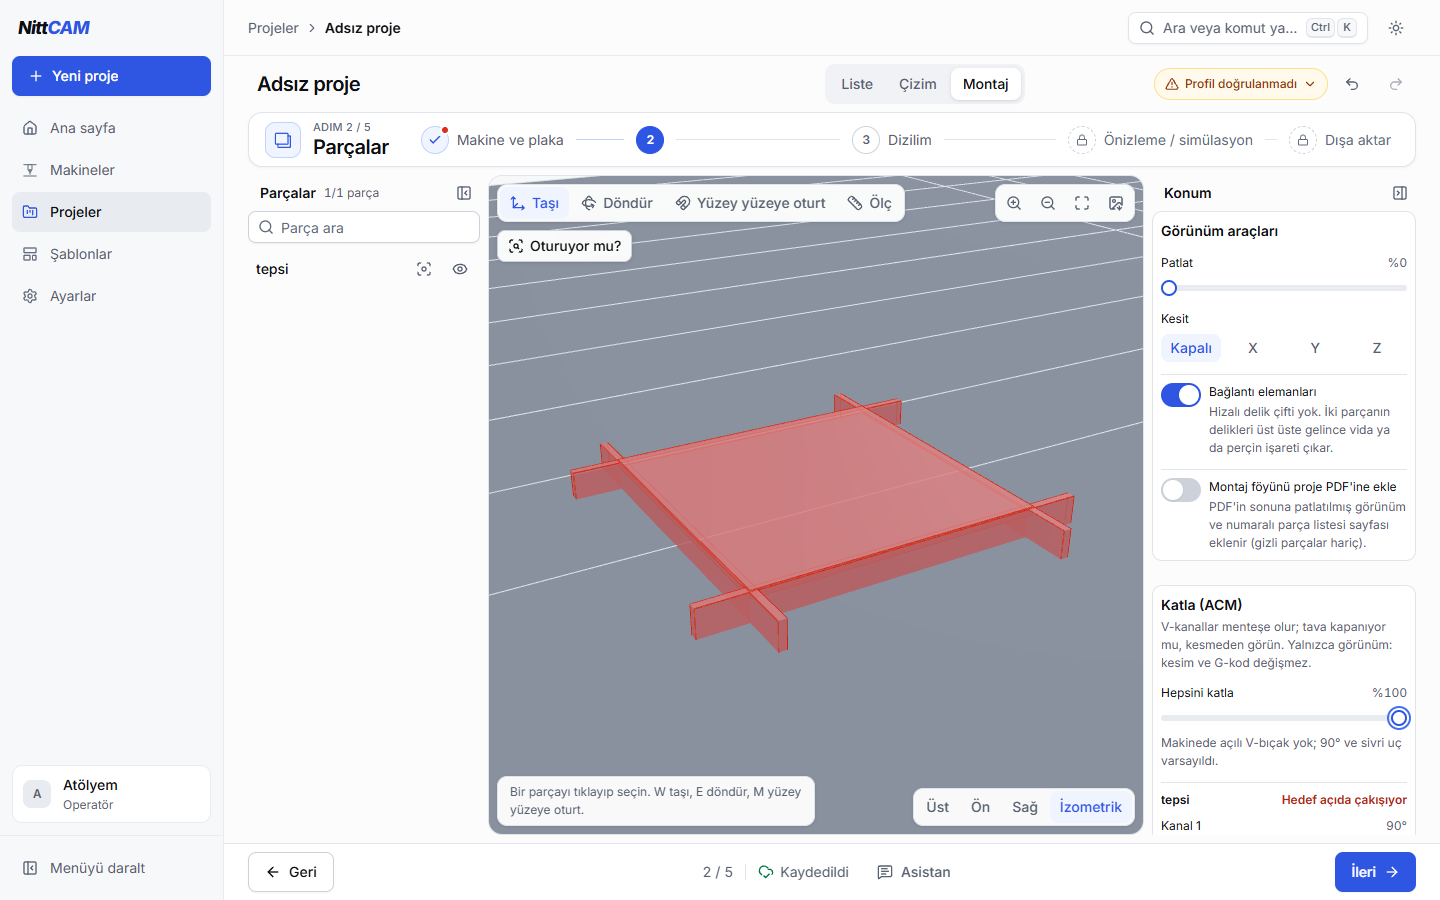 NittCAM
Yeni proje
Ana sayfa
Makineler
Projeler
Şablonlar
Ayarlar
A
Atölyem
Operatör
Menüyü daralt
Projeler
Adsız proje
Ara veya komut ya...
Ctrl
K
Adsız proje
Liste
Çizim
Montaj
Profil doğrulanmadı
ADIM 2 / 5
Parçalar
Makine ve plaka
2
3
Dizilim
Önizleme / simülasyon
Dışa aktar
Parçalar
1/1 parça
Parça ara
tepsi
Taşı
Döndür
Yüzey yüzeye oturt
Ölç
Oturuyor mu?
Bir parçayı tıklayıp seçin. W taşı, E döndür, M yüzey
yüzeye oturt.
Üst
Ön
Sağ
İzometrik
Konum
Görünüm araçları
Patlat
%0
Kesit
Kapalı
X
Y
Z
Bağlantı elemanları
Hizalı delik çifti yok. İki parçanın
delikleri üst üste gelince vida ya
da perçin işareti çıkar.
Montaj föyünü proje PDF'ine ekle
PDF'in sonuna patlatılmış görünüm
ve numaralı parça listesi sayfası
eklenir (gizli parçalar hariç).
Katla (ACM)
V-kanallar menteşe olur; tava kapanıyor
mu, kesmeden görün. Yalnızca görünüm:
kesim ve G-kod değişmez.
Hepsini katla
%100
Makinede açılı V-bıçak yok; 90° ve sivri uç
varsayıldı.
tepsi
Hedef açıda çakışıyor
Kanal 1
90°
Geri
2 / 5
Kaydedildi
Asistan
İleri